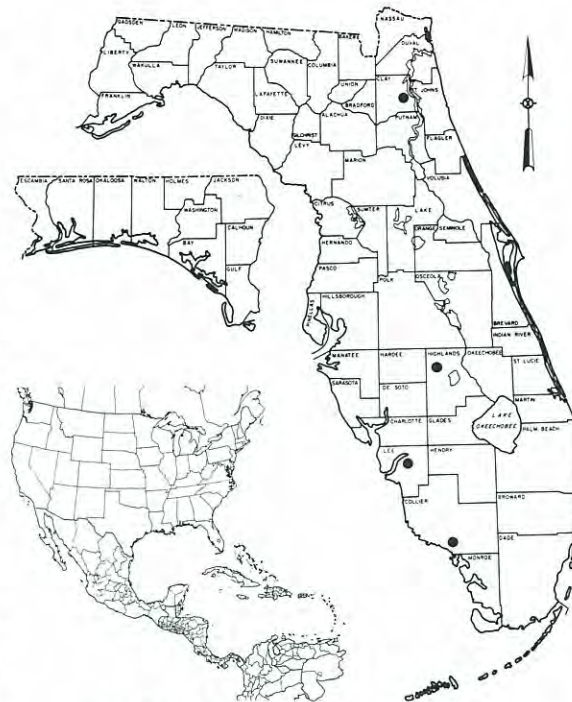 NASSAU
GADSDEN
LEON
JEFFERSON
MADISON
HAMILTON
BAKER
DUVAL
LIBERTY
WAKULLA
TAYLOR
SUWANNEE
COLUMBIA
CLAY
ST JOHNS
UNION
BRADFORD
FRANKLIN
LAFAYETTE
ALACHUA
PUTNAM
DIXIE
GILCHRIST
FLAGLER
LEVY
MARION
VOLUSIA
ESCAMBIA
SANTA ROSA
OKALOOSA
WALTON
HOLMES
JACKSON
WASHINGTON
BAY
CALHOUN
GULF
CITRUS
SUMTER
LAKE
ORANGE
SEMINOLE
HERNANDO
PASCO
POLK
OSCEOLA
PINELLAS
HILLSBOROUGH
BREVARD
INDIAN RIVER
MANATEE
HARDEE
HIGHLANDS
OKEECHOBEE
ST. LUCIE
SARASOTA
DE SOTO
MARTIN
CHARLOTTE
GLADES
LAKE
OKEECHOBEE
PALM BEACH
LEE
HENDRY
COLLIER
BROWARD
DADE
MONROE